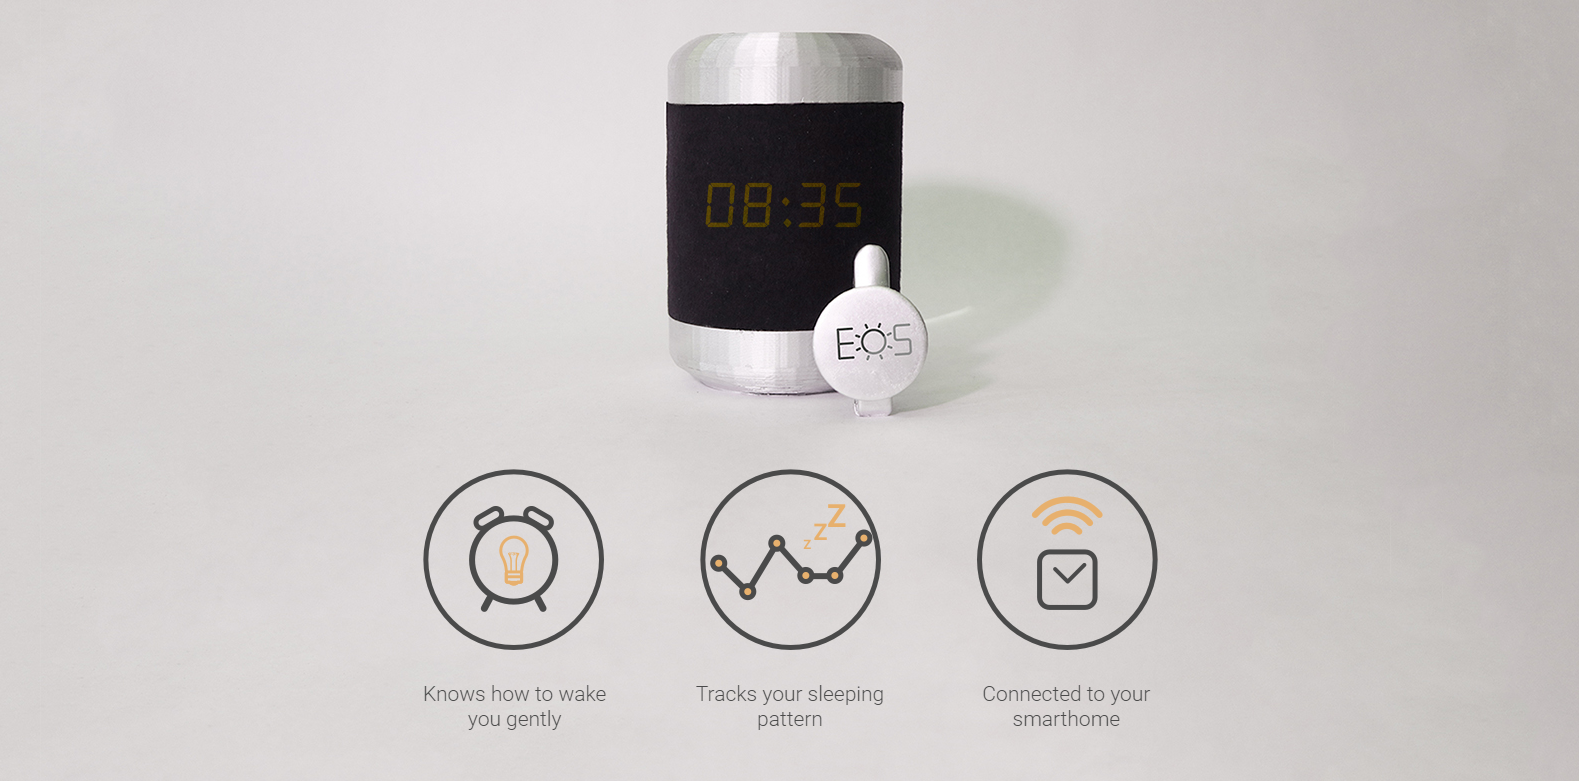 08:35
EOS
z z Z
Knows how to wake
you gently
Tracks your sleeping
pattern
Connected to your
smarthome